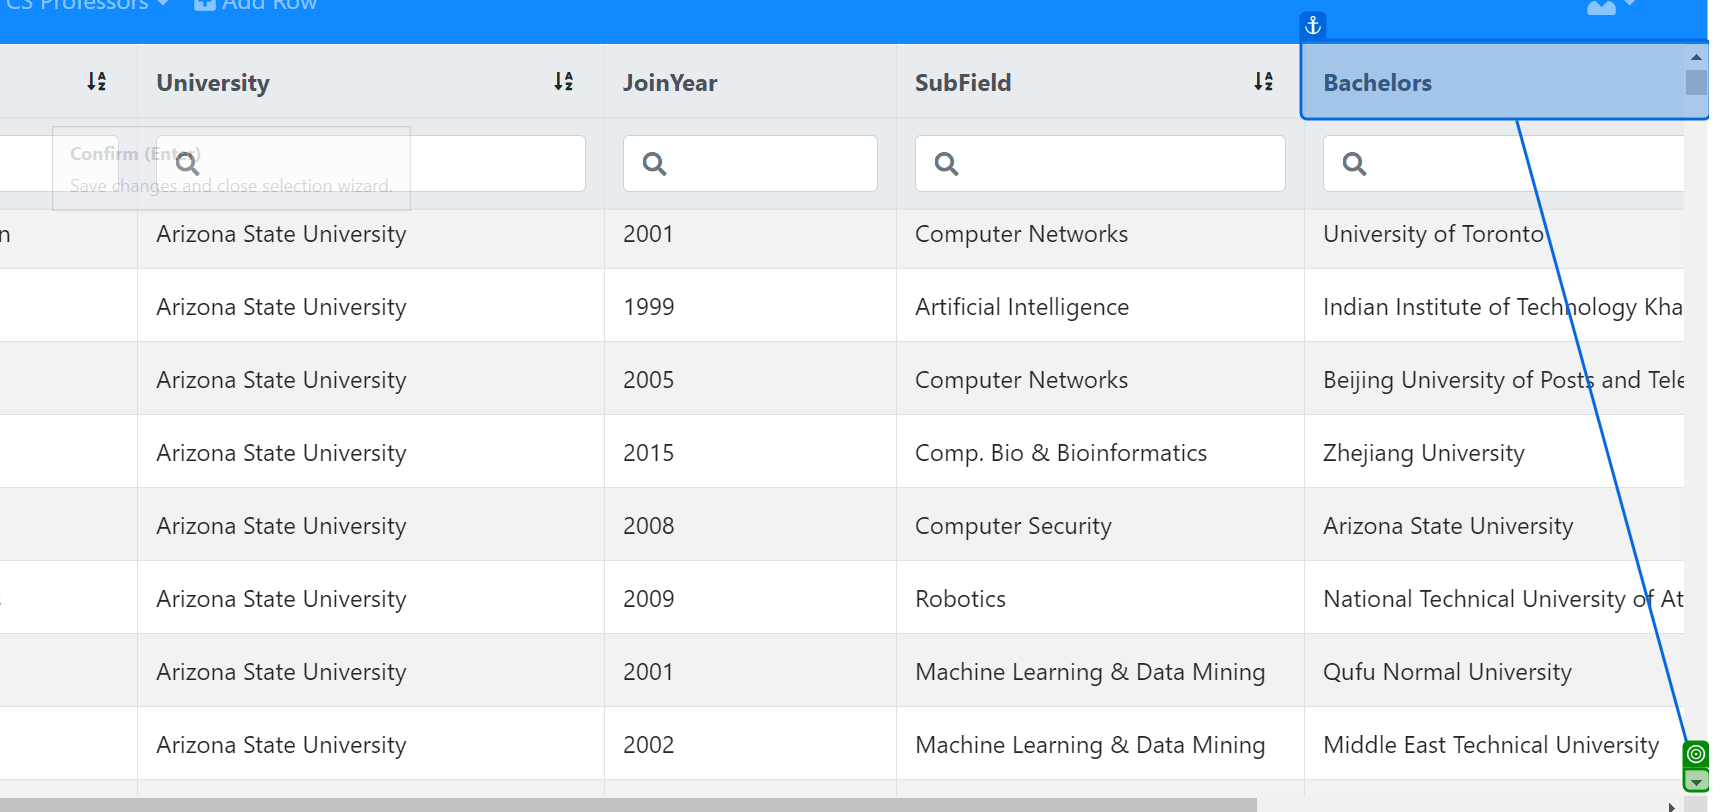 CS Professors Add Row
University JoinYear SubField Bachelors
Confirm (Enter)
Save changes and close selection wizard.
n Arizona State University 2001 Computer Networks University of Toronto
Arizona State University 1999 Artificial Intelligence Indian Institute of Technology Kha
Arizona State University 2005 Computer Networks Beijing University of Posts and Tele
Arizona State University 2015 Comp. Bio & Bioinformatics Zhejiang University
Arizona State University 2008 Computer Security Arizona State University
Arizona State University 2009 Robotics National Technical University of At
Arizona State University 2001 Machine Learning & Data Mining Qufu Normal University
Arizona State University 2002 Machine Learning & Data Mining Middle East Technical University